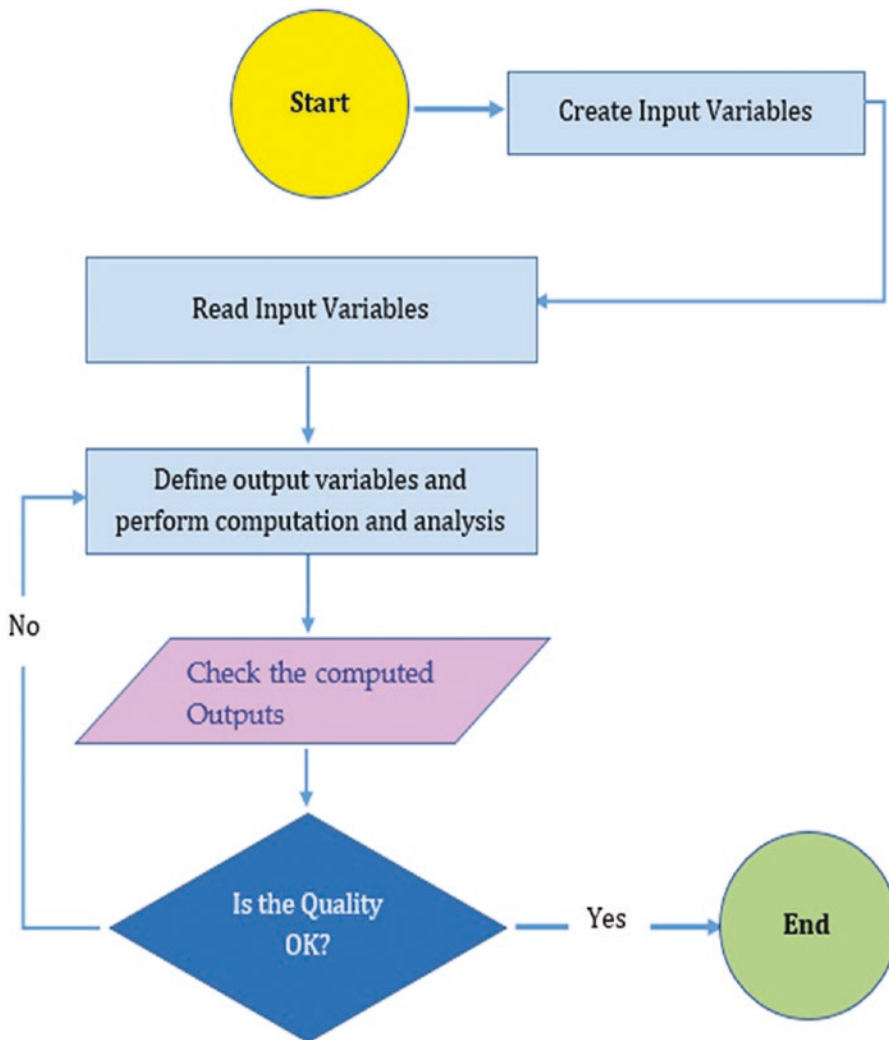 Start
Create Input Variables
Read Input Variables
Define output variables and
perform computation and analysis
No
Check the computed
Outputs
Is the Quality
OK?
Yes
End